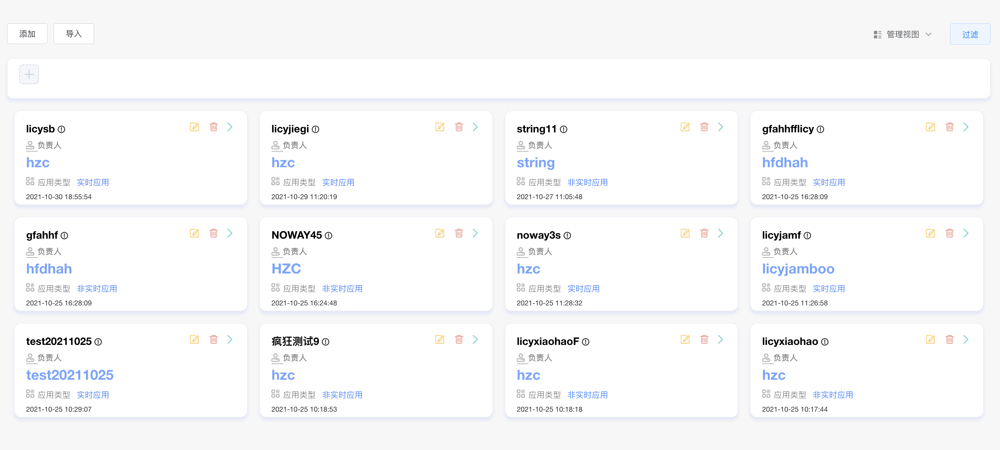 添加 导入 管理视图 过滤
licysb
负责人
hzc
应用类型 实时应用
2021-10-30 18:55:54
licyjiegi
负责人
hzc
应用类型 实时应用
2021-10-29 11:20:19
string11
负责人
string
应用类型 非实时应用
2021-10-27 11:05:48
gfahhfflicy
负责人
hfdhah
应用类型 实时应用
2021-10-25 16:28:09
gfahhf
负责人
hfdhah
应用类型 非实时应用
2021-10-25 16:28:09
NOWAY45
负责人
HZC
应用类型 非实时应用
2021-10-25 16:24:48
noway3s
负责人
hzc
应用类型 实时应用
2021-10-25 11:28:32
licyjamf
负责人
licyjamboo
应用类型 实时应用
2021-10-25 11:26:58
test20211025
负责人
test20211025
应用类型 实时应用
2021-10-25 10:29:07
疯狂测试9
负责人
hzc
应用类型 非实时应用
2021-10-25 10:18:53
licyxiaohaoF
负责人
hzc
应用类型 非实时应用
2021-10-25 10:18:18
licyxiaohao
负责人
hzc
应用类型 非实时应用
2021-10-25 10:17:44